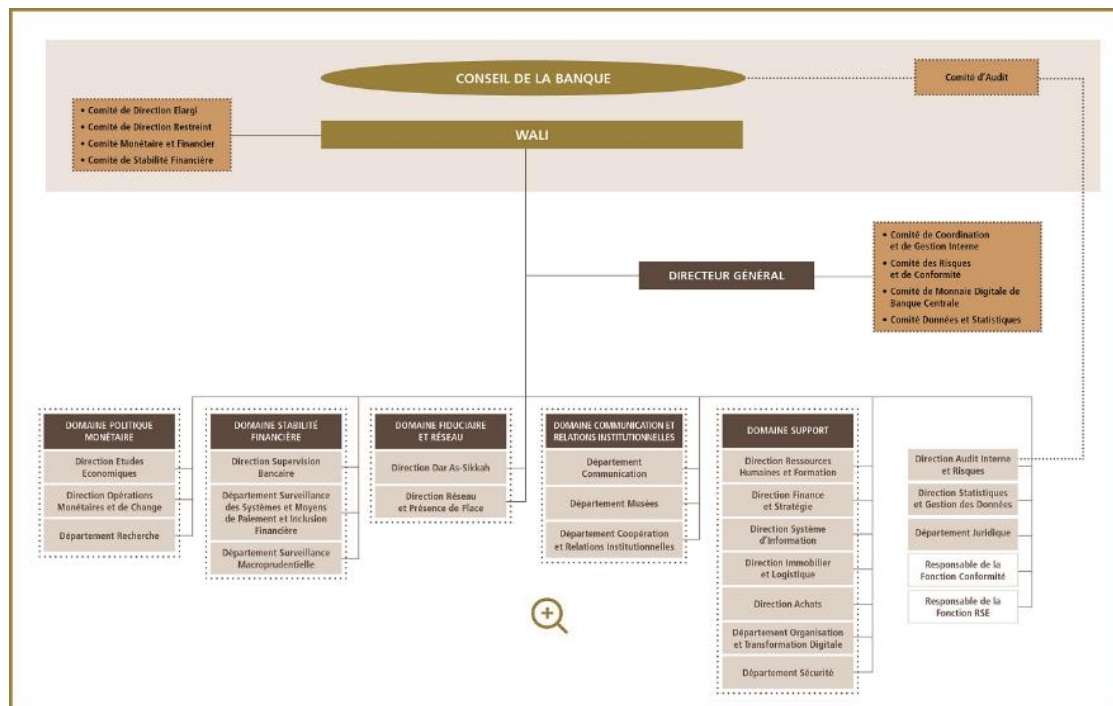 CONSEIL DE LA BANQUE
Comité d'Audit
• Comité de Direction Elargi
• Comité de Direction Restreint
• Comité Monétaire et Financier
• Comité de Stabilité Financière
WALI
• Comité de Coordination
et de Gestion Interne
• Comité des Risques
et de Conformité
• Comité de Monnaie Digitale de
Banque Centrale
• Comité Données et Statistiques
DIRECTEUR GÉNÉRAL
DOMAINE POLITIQUE
MONÉTAIRE
Direction Etudes
Economiques
Direction Opérations
Monétaires et de Change
Département Recherche
DOMAINE STABILITÉ
FINANCIÈRE
Direction Supervision
Bancaire
Département Surveillance
des Systèmes et Moyens
de Paiement et Inclusion
Financière
Département Surveillance
Macroprudentielle
DOMAINE FIDUCIAIRE
ET RÉSEAU
Direction Dar As-Sikkah
Direction Réseau
et Présence de Place
DOMAINE COMMUNICATION ET
RELATIONS INSTITUTIONNELLES
Département
Communication
Département Musées
Département Coopération
et Relations Institutionnelles
DOMAINE SUPPORT
Direction Ressources
Humaines et Formation
Direction Finance
et Stratégie
Direction Système
d'Information
Direction Immobilier
et Logistique
Direction Achats
Département Organisation
et Transformation Digitale
Département Sécurité
Direction Audit Interne
et Risques
Direction Statistiques
et Gestion des Données
Département Juridique
Responsable de la
Fonction Conformité
Responsable de la
Fonction RSE